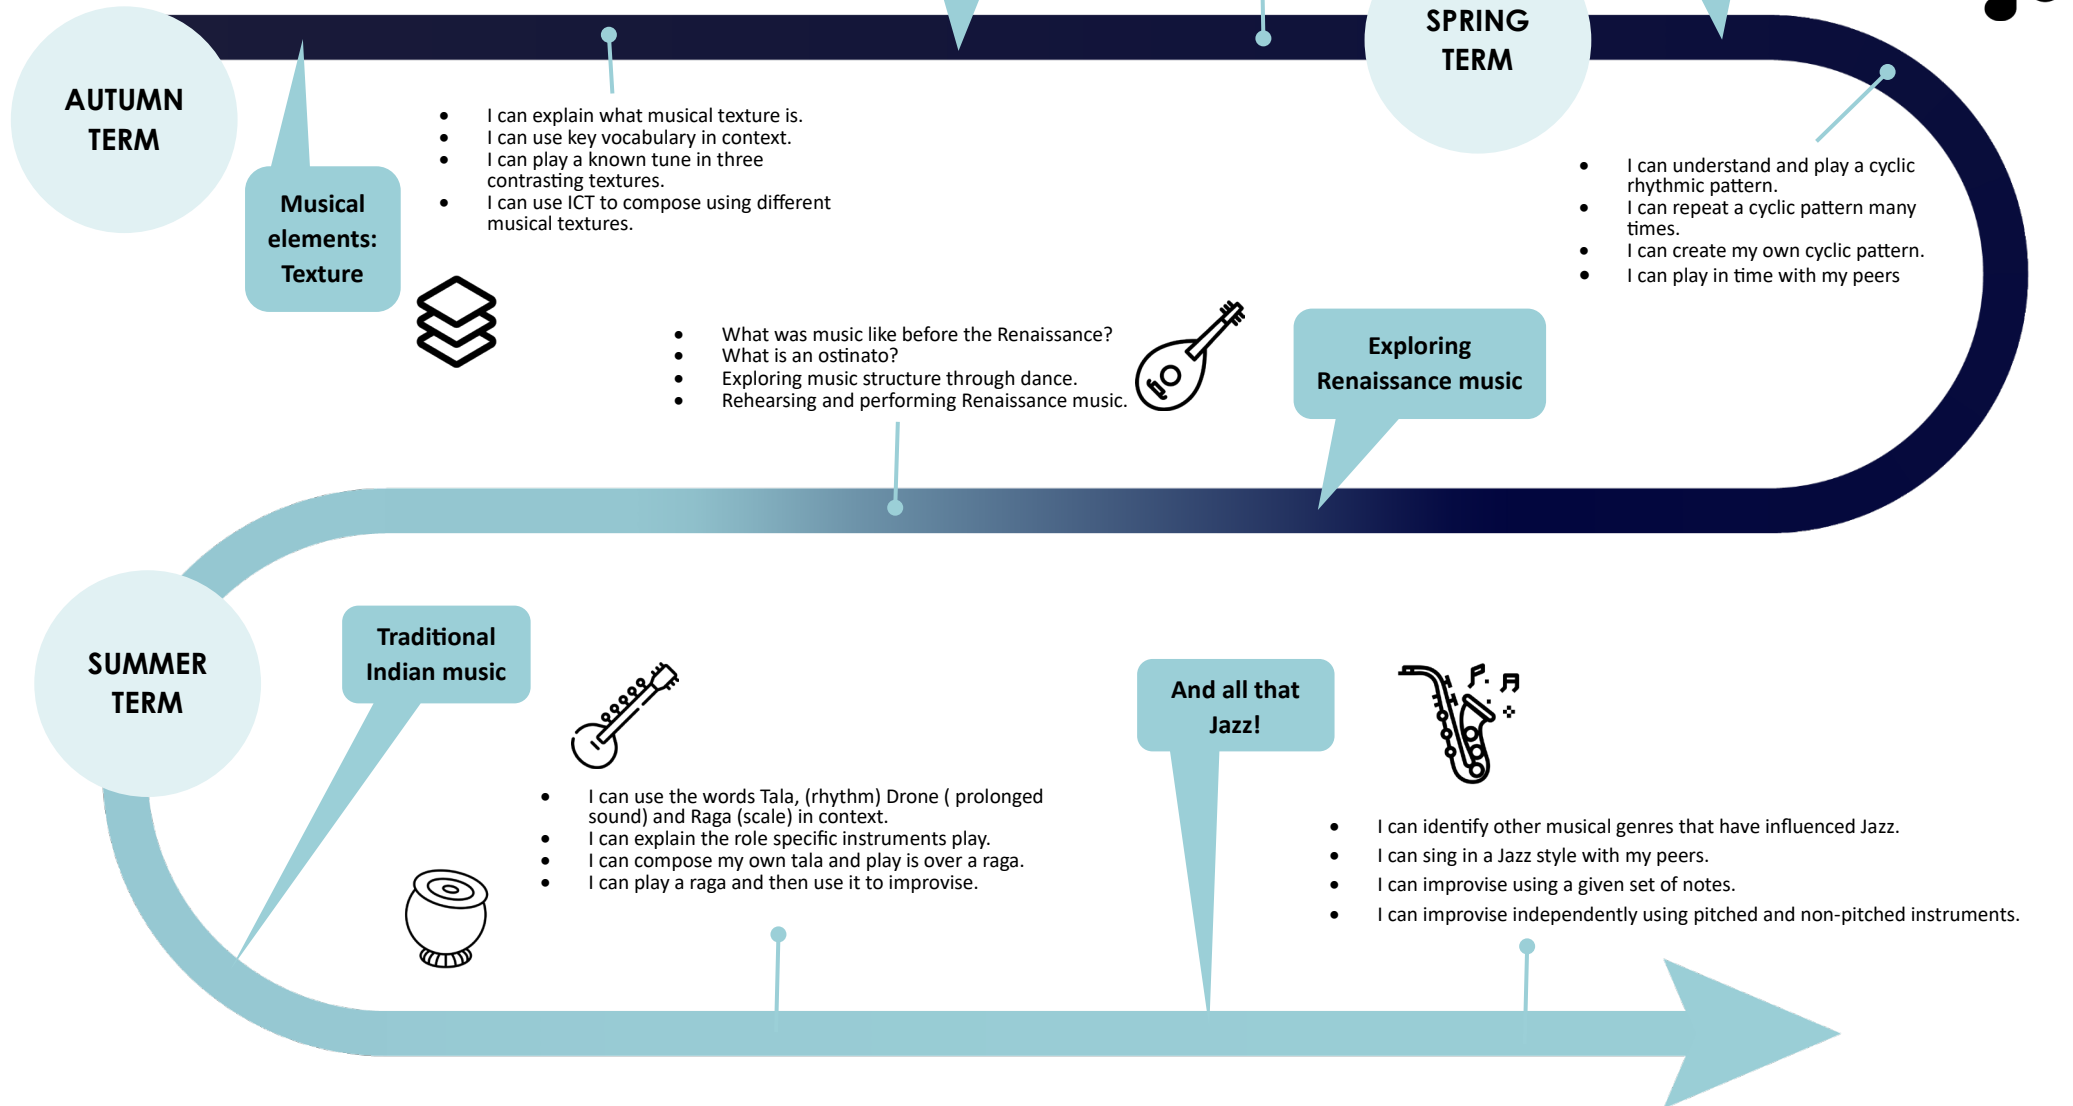 AUTUMN
TERM
Musical
elements:
Texture
• I can explain what musical texture is.
• I can use key vocabulary in context.
• I can play a known tune in three
contrasting textures.
• I can use ICT to compose using different
musical textures.
SPRING
TERM
• I can understand and play a cyclic
rhythmic pattern.
• I can repeat a cyclic pattern many
times.
• I can create my own cyclic pattern.
• I can play in time with my peers
Exploring
Renaissance music
• What was music like before the Renaissance?
• What is an ostinato?
• Exploring music structure through dance.
• Rehearsing and performing Renaissance music.
SUMMER
TERM
Traditional
Indian music
• I can use the words Tala, (rhythm) Drone ( prolonged
sound) and Raga (scale) in context.
• I can explain the role specific instruments play.
• I can compose my own tala and play is over a raga.
• I can play a raga and then use it to improvise.
And all that
Jazz!
• I can identify other musical genres that have influenced Jazz.
• I can sing in a Jazz style with my peers.
• I can improvise using a given set of notes.
• I can improvise independently using pitched and non-pitched instruments.